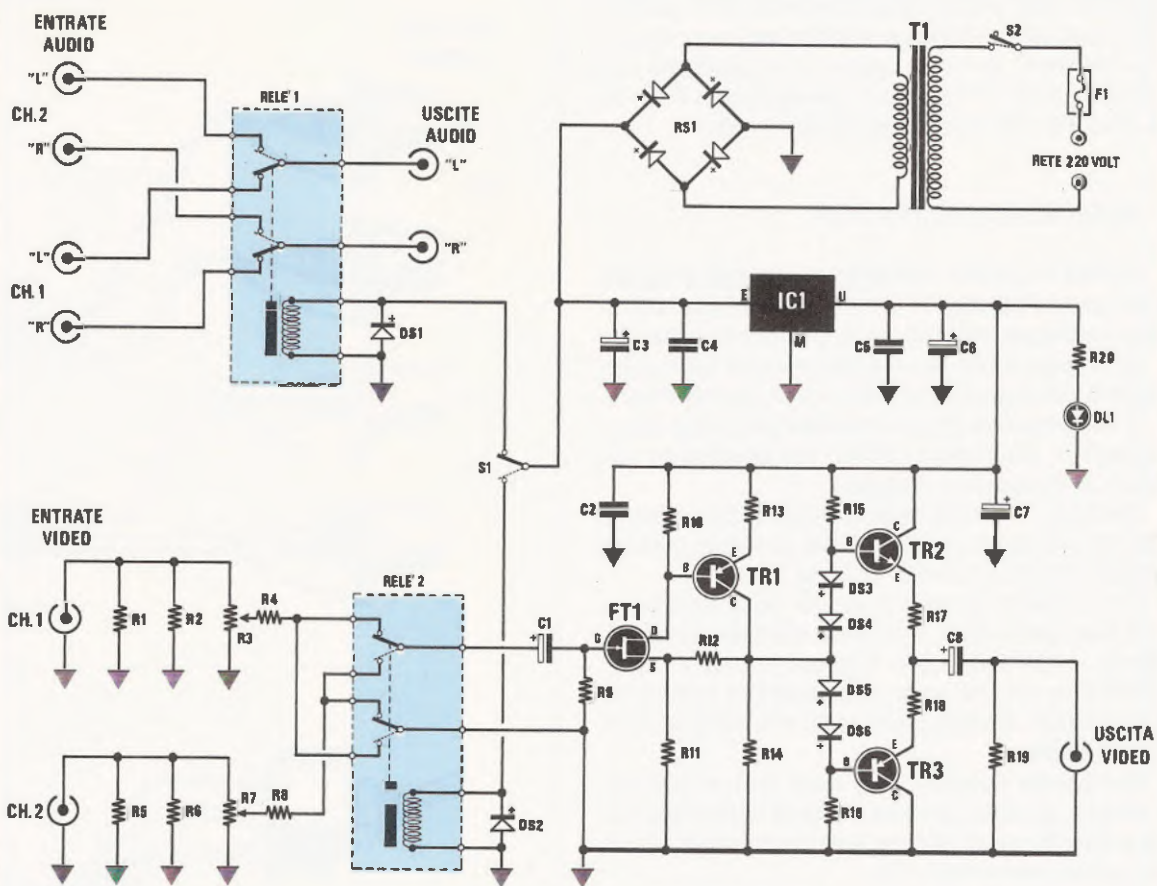 ENTRATE
AUDIO
"L"
CH.2
"R"
"L"
CH.1
"R"
RELE' 1
USCITE
AUDIO
"L"
"R"
DS1
RS1
T1
S2
F1
RETE 220 VOLT
E
IC1
U
M
C3
C4
C5
C6
R20
DL1
S1
ENTRATE
VIDEO
CH.1
R1
R2
R3
R4
CH.2
R5
R6
R7
R8
RELE' 2
DS2
C1
R9
G
FT1
D
S
C2
R10
R13
B
E
TR1
C
R12
R11
R14
R15
DS3
DS4
DS5
DS6
R16
B
C
TR2
E
R17
R18
B
E
TR3
C
C7
C8
R19
USCITA
VIDEO